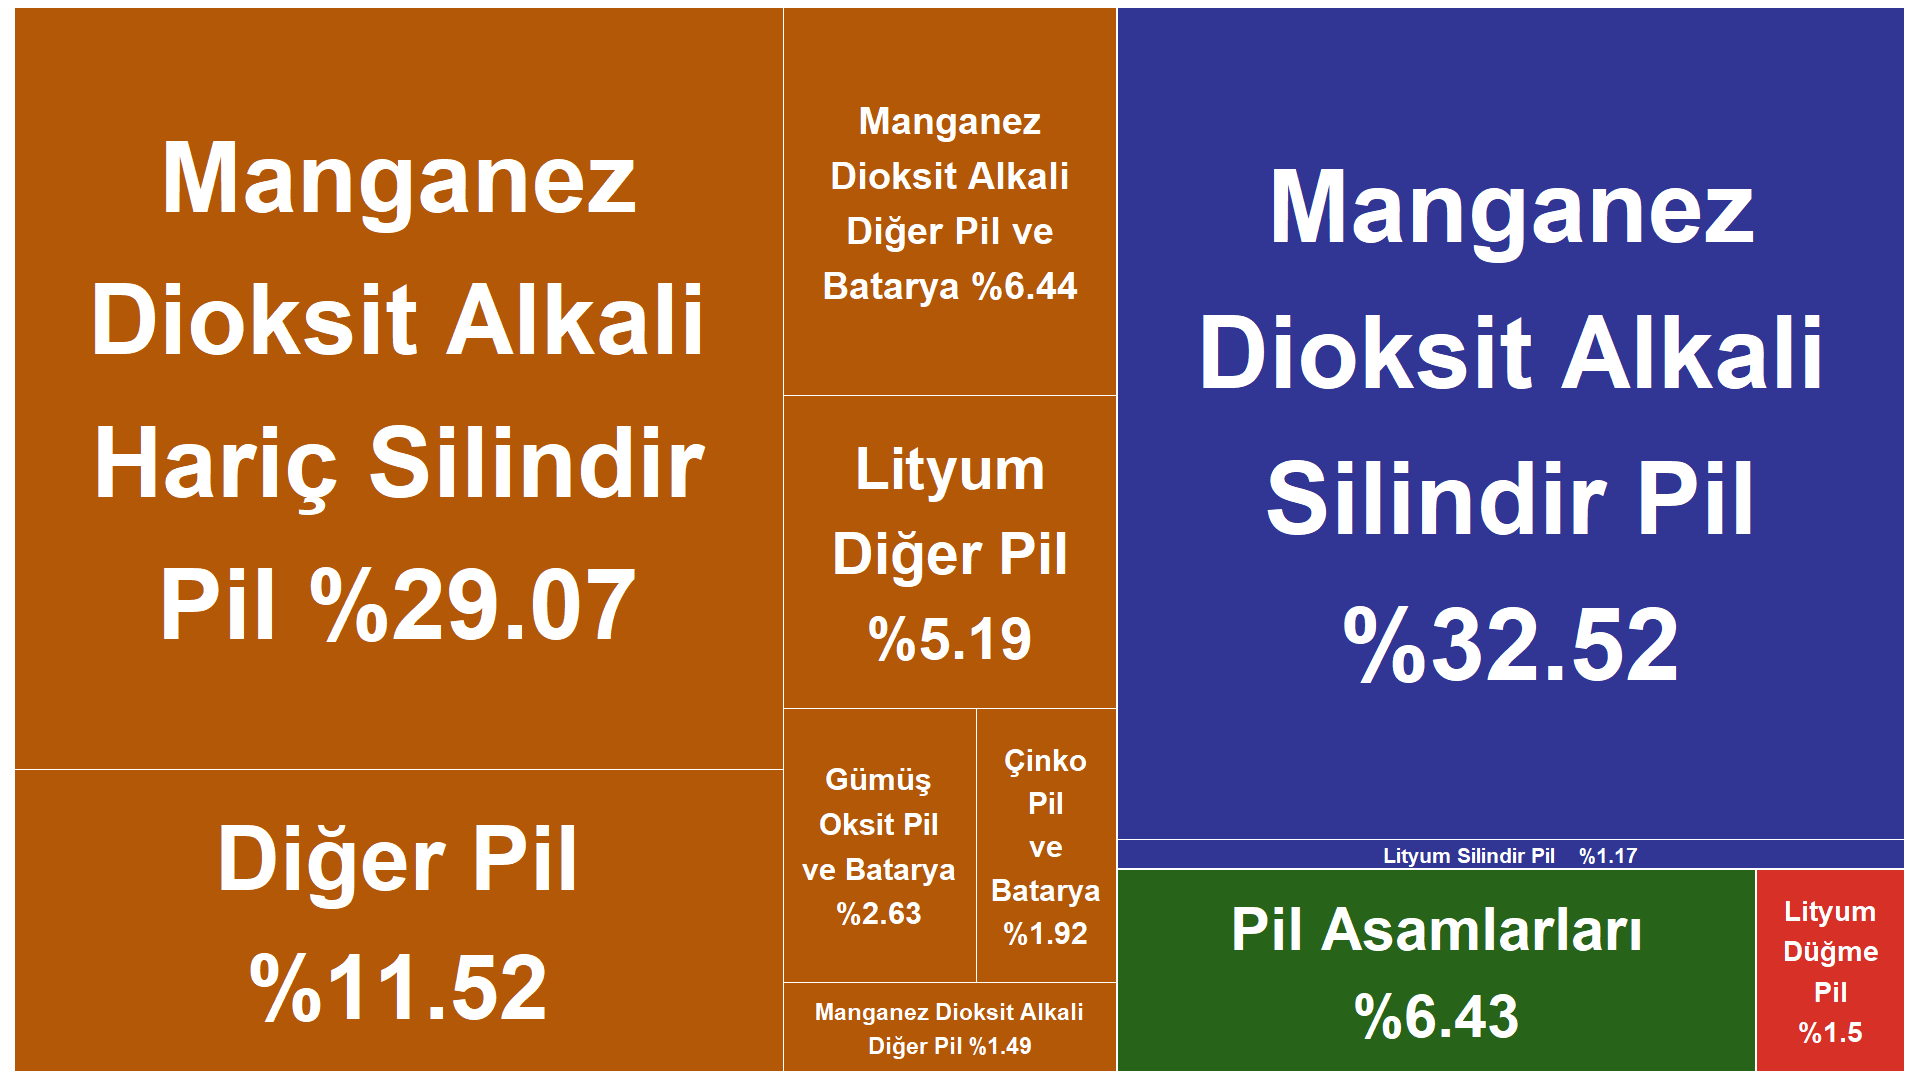 Manganez
Dioksit Alkali
Hariç Silindir
Pil %29.07
Diğer Pil
%11.52
Manganez
Dioksit Alkali
Diğer Pil ve
Batarya %6.44
Lityum
Diğer Pil
%5.19
Gümüş
Oksit Pil
ve Batarya
%2.63
Çinko
Pil
ve
Batarya
%1.92
Manganez Dioksit Alkali
Diğer Pil %1.49
Manganez
Dioksit Alkali
Silindir Pil
%32.52
Lityum Silindir Pil %1.17
Pil Asamlarları
%6.43
Lityum
Düğme
Pil
%1.5